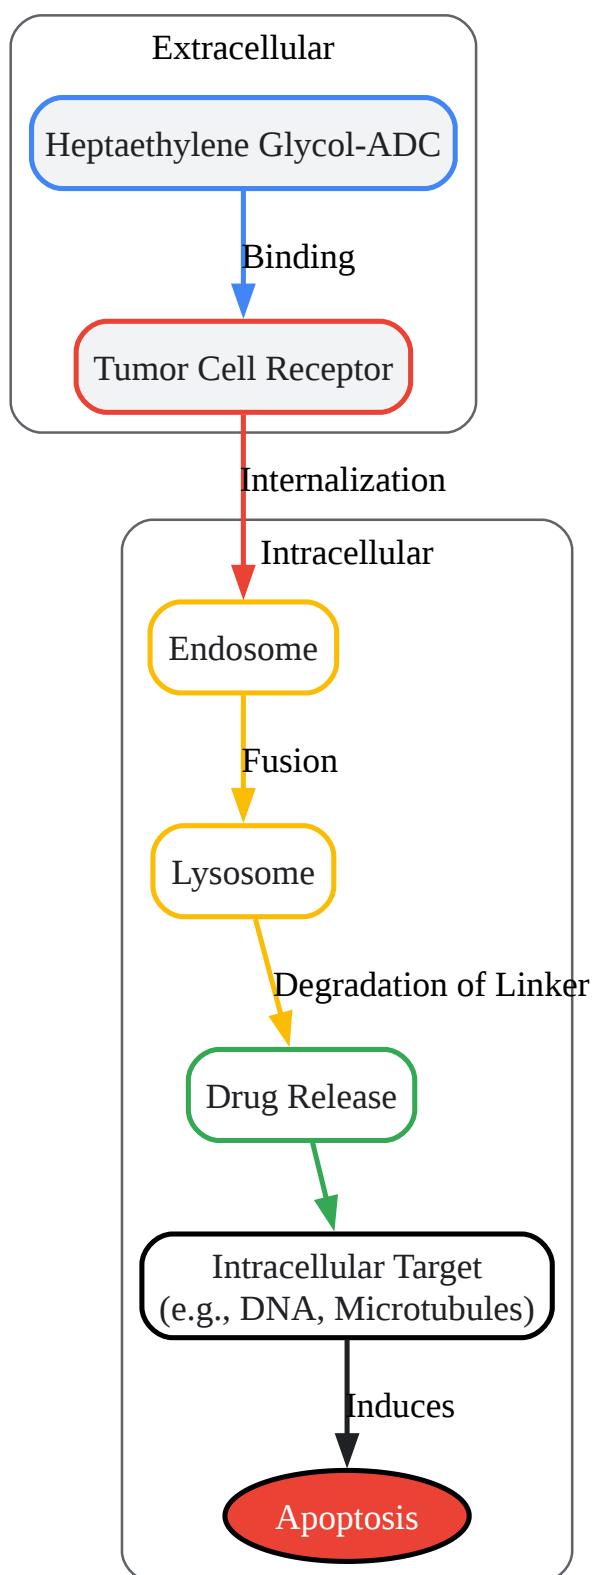 Extracellular
Heptaethylene Glycol-ADC
Binding
Tumor Cell Receptor
Internalization
Intracellular
Endosome
Fusion
Lysosome
Degradation of Linker
Drug Release
Intracellular Target
(e.g., DNA, Microtubules)
Induces
Apoptosis